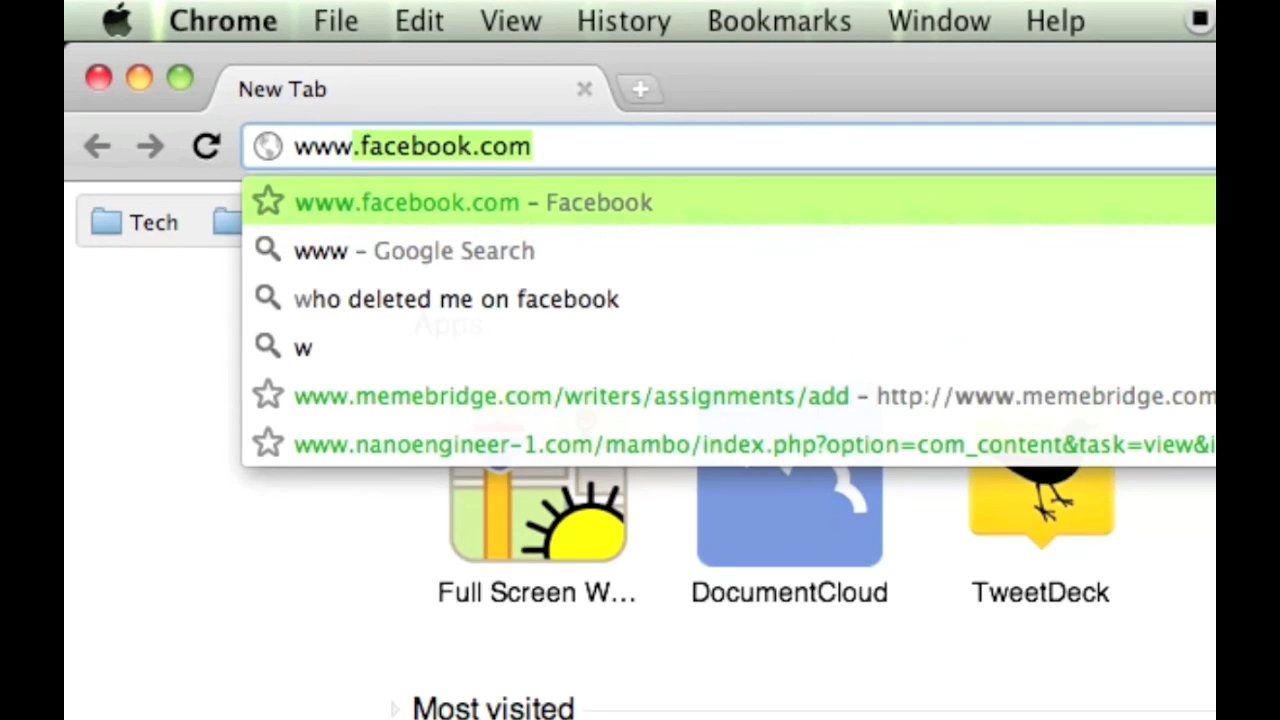 Chrome File Edit View History Bookmarks Window Help
New Tab
www.facebook.com
Tech
www.facebook.com – Facebook
www – Google Search
who deleted me on facebook
Apps
w
www.memebridge.com/writers/assignments/add – http://www.memebridge.com
www.nanoengineer-1.com/mambo/index.php?option=com_content&task=view&i
Full Screen W... DocumentCloud TweetDeck
Most visited